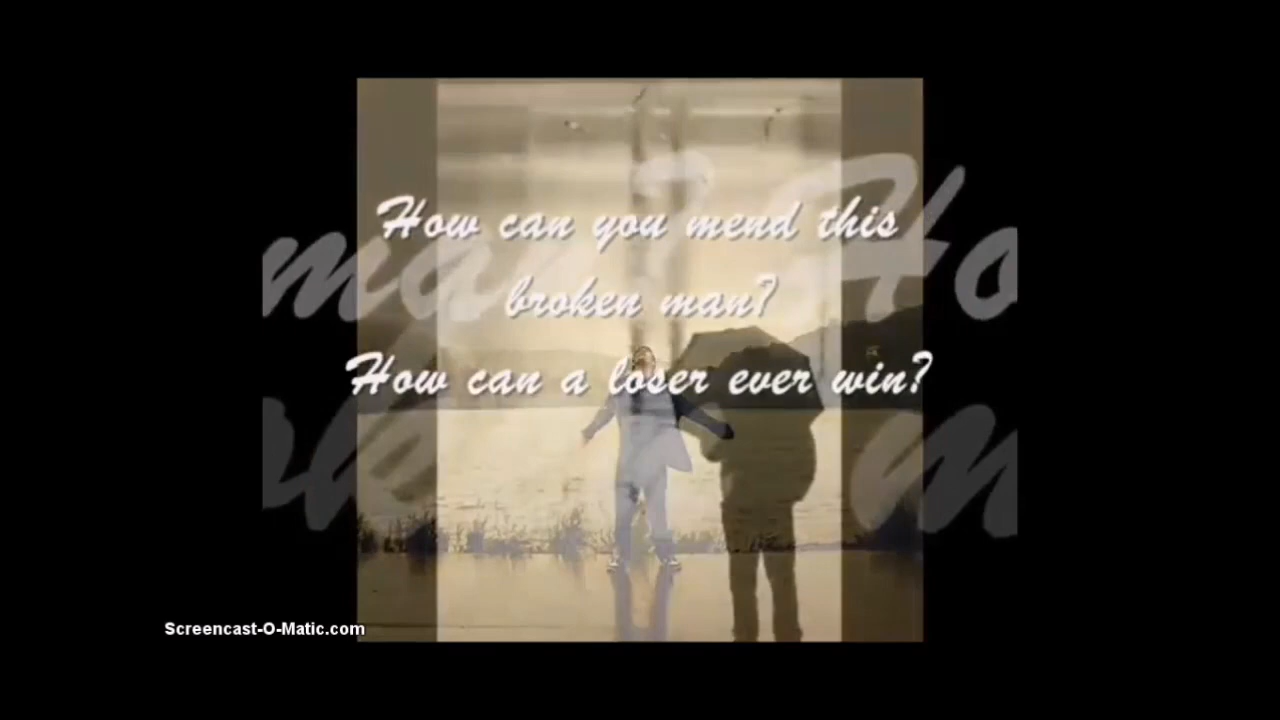 How can you mend this
broken man?
How can a loser ever win?
Screencast-O-Matic.com